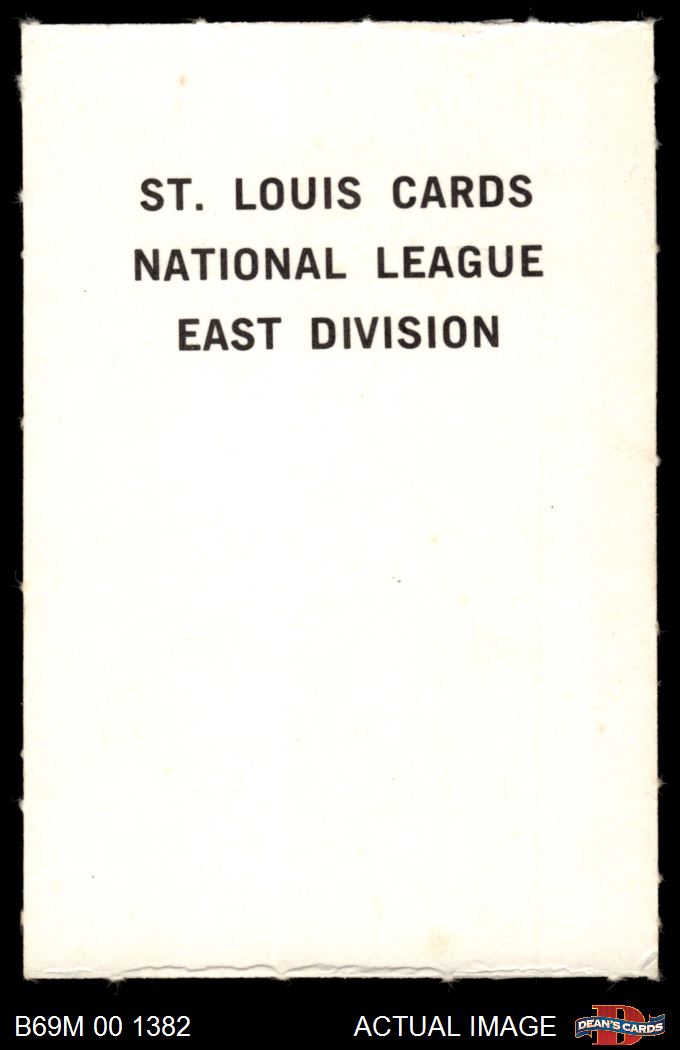 ST. LOUIS CARDS
NATIONAL LEAGUE
EAST DIVISION
B69M 00 1382
ACTUAL IMAGE
D
DEAN'S CARDS